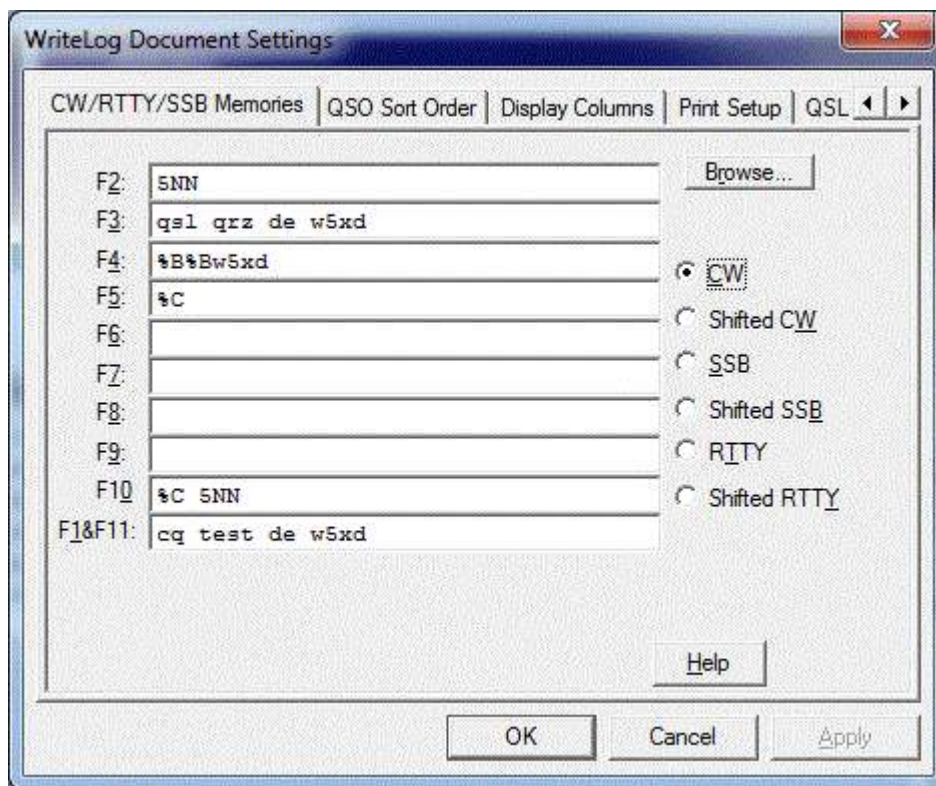 WriteLog Document Settings
CW/RTTY/SSB Memories QSO Sort Order Display Columns Print Setup QSL
F2: 5NN Browse...
F3: qsl qrz de w5xd
F4: %B%Bw5xd
CW
F5: %C
Shifted CW
F6:
F7:
SSB
F8:
Shifted SSB
F9:
RTTY
F10 %C 5NN
Shifted RTTY
F1&F11: cq test de w5xd
Help
OK Cancel Apply